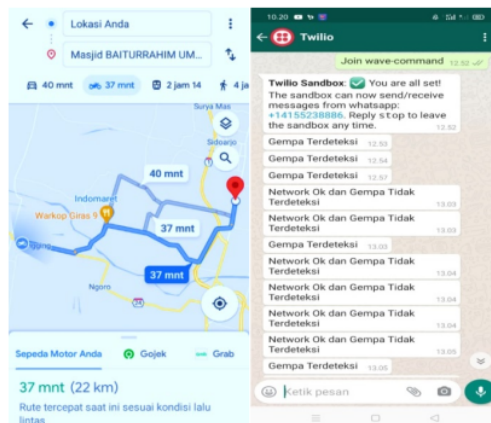 Lokasi Anda
Masjid BAITURRAHIM UM...
40 mnt
37 mnt
2 jam 14
4 ja
Surya Mas
Sidoarjo
40 mnt
Indomaret
Warkop Giras 9
37 mnt
37 mnt
Ngoro
Sepeda Motor Anda
Gojek
Grab
37 mnt (22 km)
Rute tercepat saat ini sesuai kondisi lalu
lintas
10.20
Twilio
Join wave-command 12.52
Twilio Sandbox: ✅ You are all set!
The sandbox can now send/receive
messages from whatsapp:
+14155238886. Reply stop to leave
the sandbox any time. 12.52
Gempa Terdeteksi 12.53
Gempa Terdeteksi 12.54
Gempa Terdeteksi 12.57
Network Ok dan Gempa Tidak
Terdeteksi 13.03
Network Ok dan Gempa Tidak
Terdeteksi 13.03
Gempa Terdeteksi 13.03
Network Ok dan Gempa Tidak
Terdeteksi 13.04
Network Ok dan Gempa Tidak
Terdeteksi 13.04
Network Ok dan Gempa Tidak
Terdeteksi 13.04
Network Ok dan Gempa Tidak
Terdeteksi 13.05
Gempa Terdeteksi 13.05
Ketik pesan